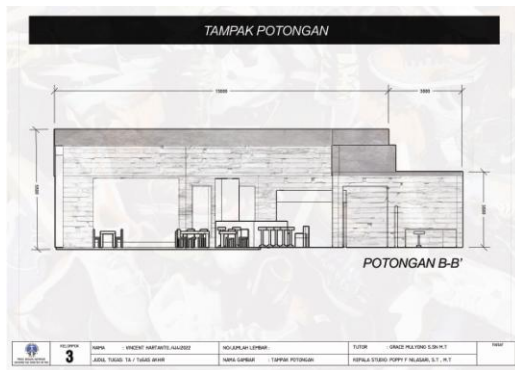 TAMPAK POTONGAN
POTONGAN B-B'
KELOMPOK
3
NAMA : VINCENT HARTANTO
NO/JUMLAH LEMBAR :
TUTOR : GRACE MULYONO S.SN M.T
JUDUL TUGAS: TA / TUGAS AKHIR
NAMA GAMBAR : TAMPAK POTONGAN
KEPALA STUDIO: POPPY F NILASARI, S.T , M.T